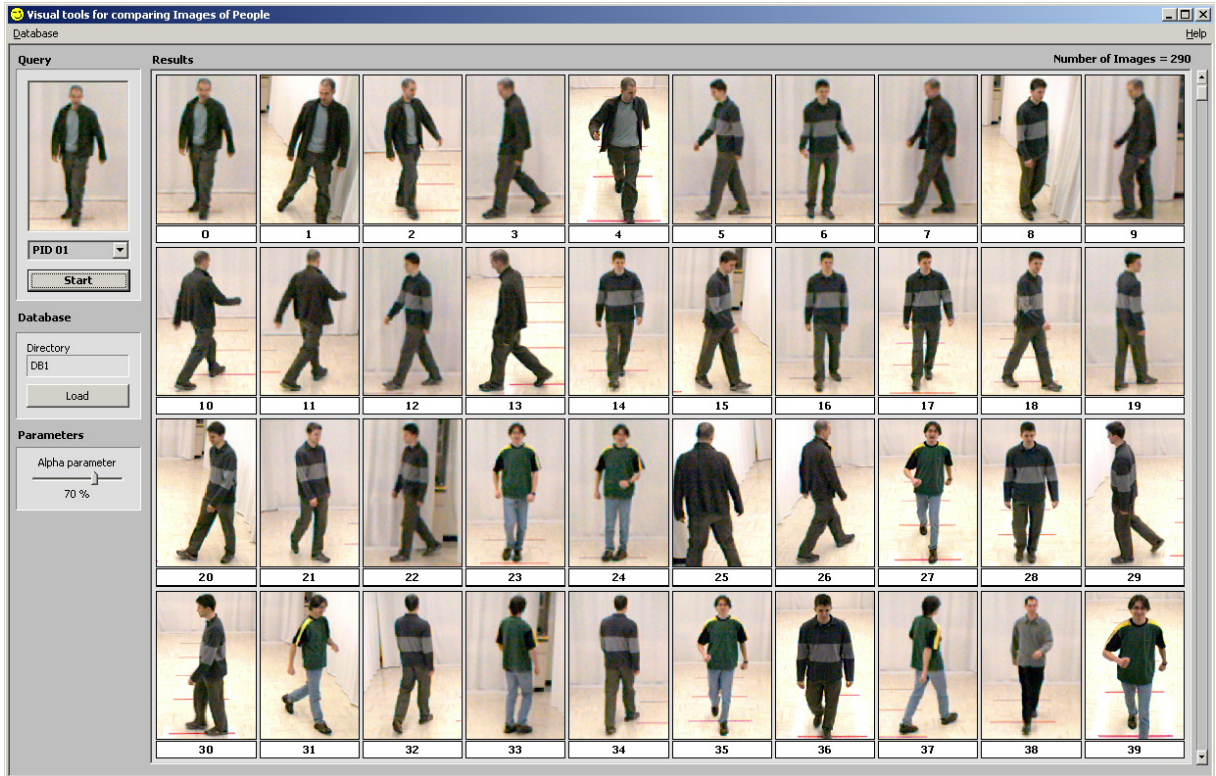 Visual tools for comparing Images of People
Database
Help
Query
PID 01
Start
Database
Directory
DB1
Load
Parameters
Alpha parameter
70 %
Results
Number of Images = 290
0 1 2 3 4 5 6 7 8 9
10 11 12 13 14 15 16 17 18 19
20 21 22 23 24 25 26 27 28 29
30 31 32 33 34 35 36 37 38 39